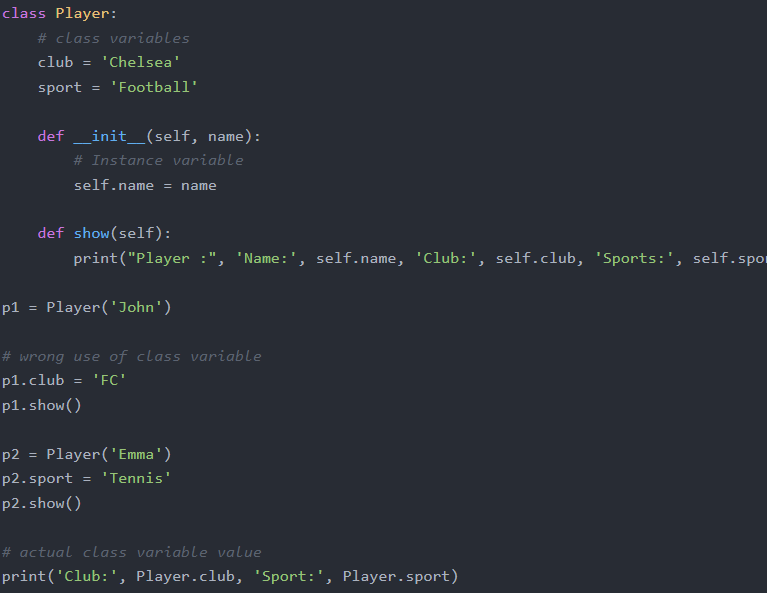 class Player:
    # class variables
    club = 'Chelsea'
    sport = 'Football'

    def __init__(self, name):
        # Instance variable
        self.name = name

    def show(self):
        print("Player :", 'Name:', self.name, 'Club:', self.club, 'Sports:', self.spo

p1 = Player('John')

# wrong use of class variable
p1.club = 'FC'
p1.show()

p2 = Player('Emma')
p2.sport = 'Tennis'
p2.show()

# actual class variable value
print('Club:', Player.club, 'Sport:', Player.sport)